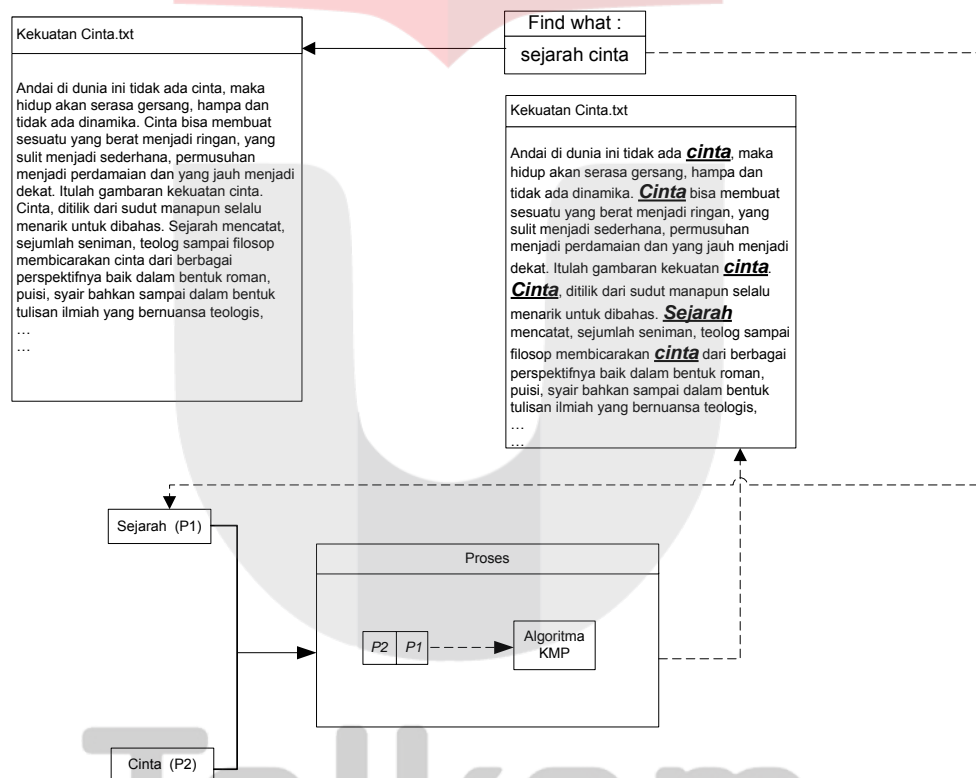 Find what :
sejarah cinta
Kekuatan Cinta.txt
Andai di dunia ini tidak ada cinta, maka
hidup akan serasa gersang, hampa dan
tidak ada dinamika. Cinta bisa membuat
sesuatu yang berat menjadi ringan, yang
sulit menjadi sederhana, permusuhan
menjadi perdamaian dan yang jauh menjadi
dekat. Itulah gambaran kekuatan cinta.
Cinta, ditilik dari sudut manapun selalu
menarik untuk dibahas. Sejarah mencatat,
sejumlah seniman, teolog sampai filosop
membicarakan cinta dari berbagai
perspektifnya baik dalam bentuk roman,
puisi, syair bahkan sampai dalam bentuk
tulisan ilmiah yang bernuansa teologis,
…
…
Kekuatan Cinta.txt
Andai di dunia ini tidak ada cinta, maka
hidup akan serasa gersang, hampa dan
tidak ada dinamika. Cinta bisa membuat
sesuatu yang berat menjadi ringan, yang
sulit menjadi sederhana, permusuhan
menjadi perdamaian dan yang jauh menjadi
dekat. Itulah gambaran kekuatan cinta.
Cinta, ditilik dari sudut manapun selalu
menarik untuk dibahas. Sejarah
mencatat, sejumlah seniman, teolog sampai
filosop membicarakan cinta dari berbagai
perspektifnya baik dalam bentuk roman,
puisi, syair bahkan sampai dalam bentuk
tulisan ilmiah yang bernuansa teologis,
…
…
Sejarah (P1)
Proses
P2 P1
Algoritma
KMP
Cinta (P2)